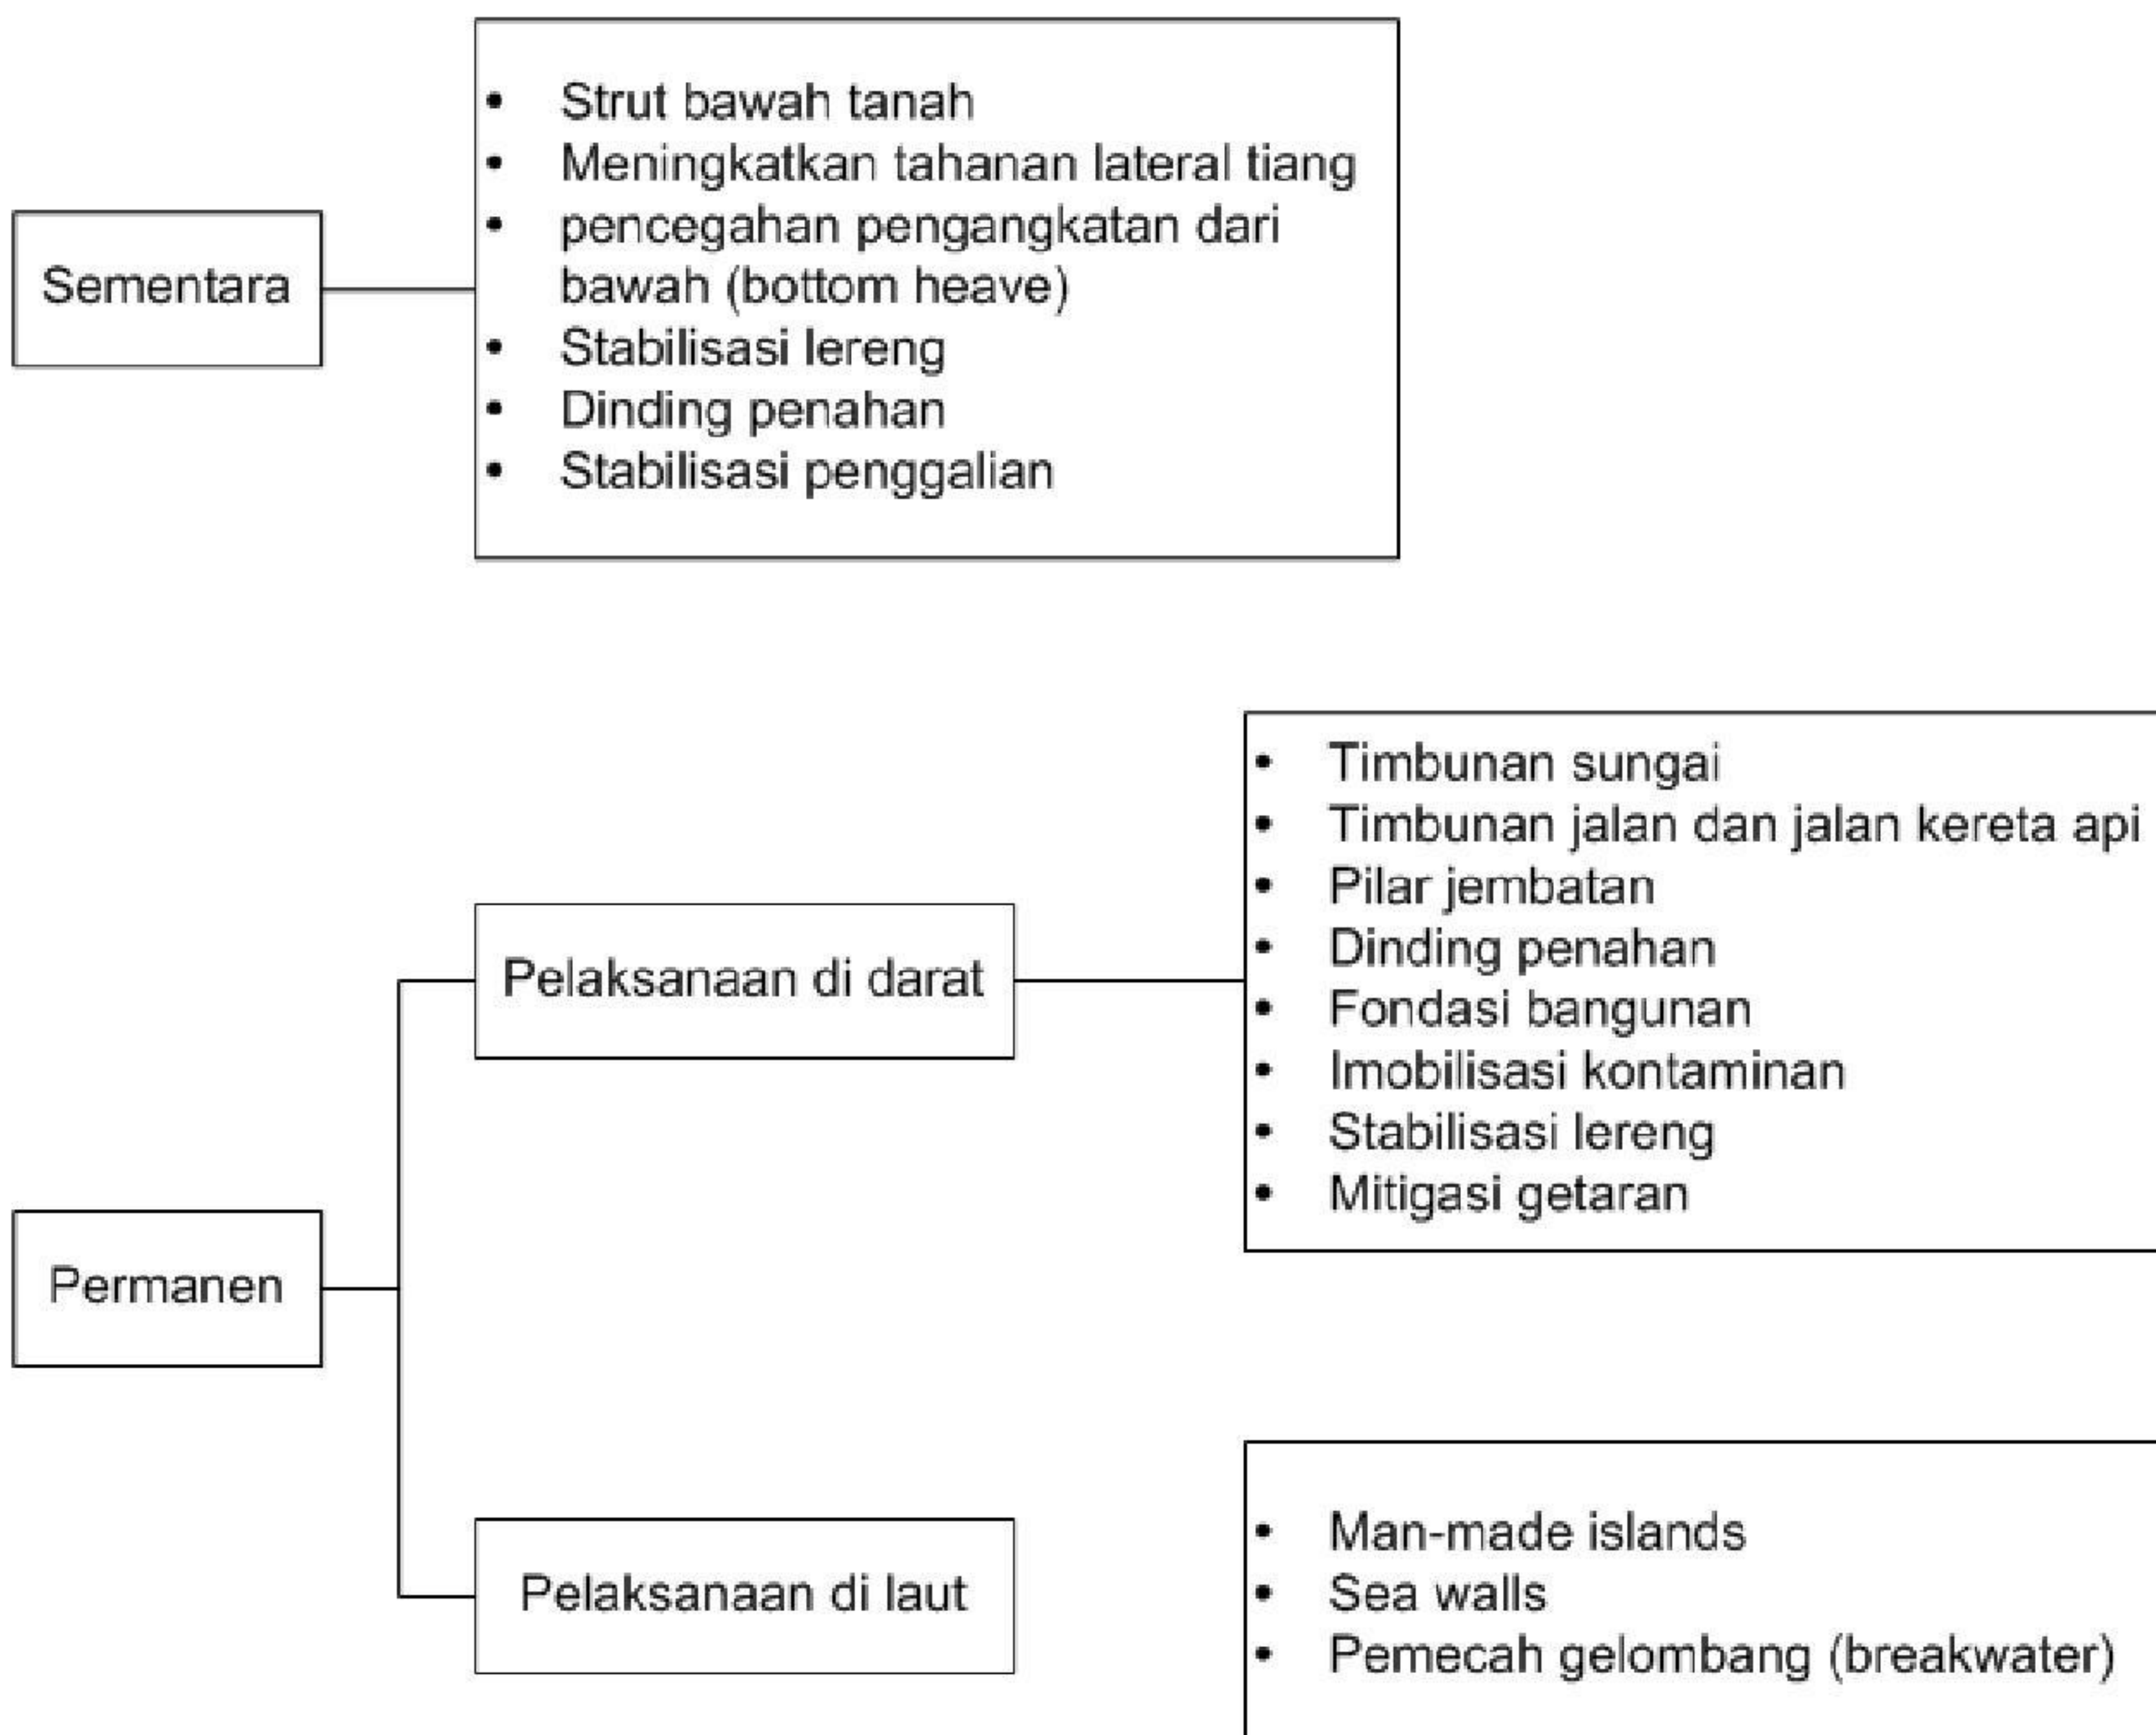 Sementara
• Strut bawah tanah
• Meningkatkan tahanan lateral tiang
• pencegahan pengangkatan dari
bawah (bottom heave)
• Stabilisasi lereng
• Dinding penahan
• Stabilisasi penggalian
Permanen
Pelaksanaan di darat
• Timbunan sungai
• Timbunan jalan dan jalan kereta api
• Pilar jembatan
• Dinding penahan
• Fondasi bangunan
• Imobilisasi kontaminan
• Stabilisasi lereng
• Mitigasi getaran
Pelaksanaan di laut
• Man-made islands
• Sea walls
• Pemecah gelombang (breakwater)